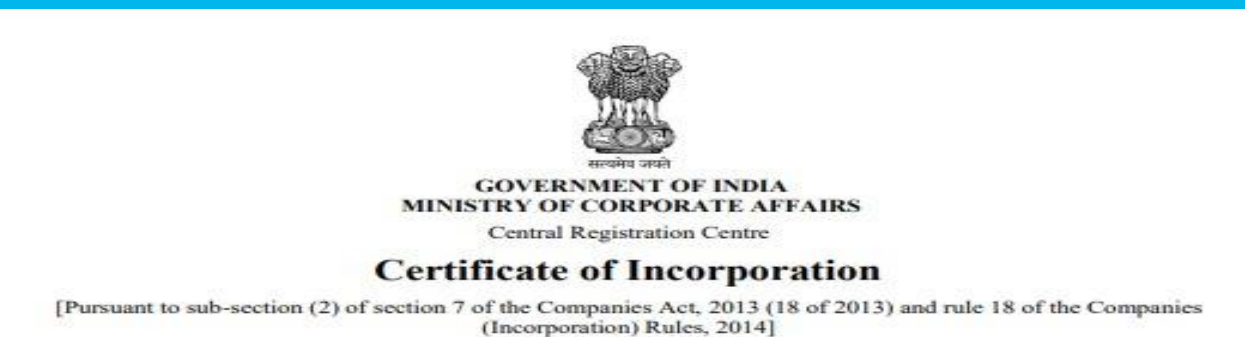 सत्यमेव जयते
GOVERNMENT OF INDIA
MINISTRY OF CORPORATE AFFAIRS
Central Registration Centre
Certificate of Incorporation
[Pursuant to sub-section (2) of section 7 of the Companies Act, 2013 (18 of 2013) and rule 18 of the Companies
(Incorporation) Rules, 2014]